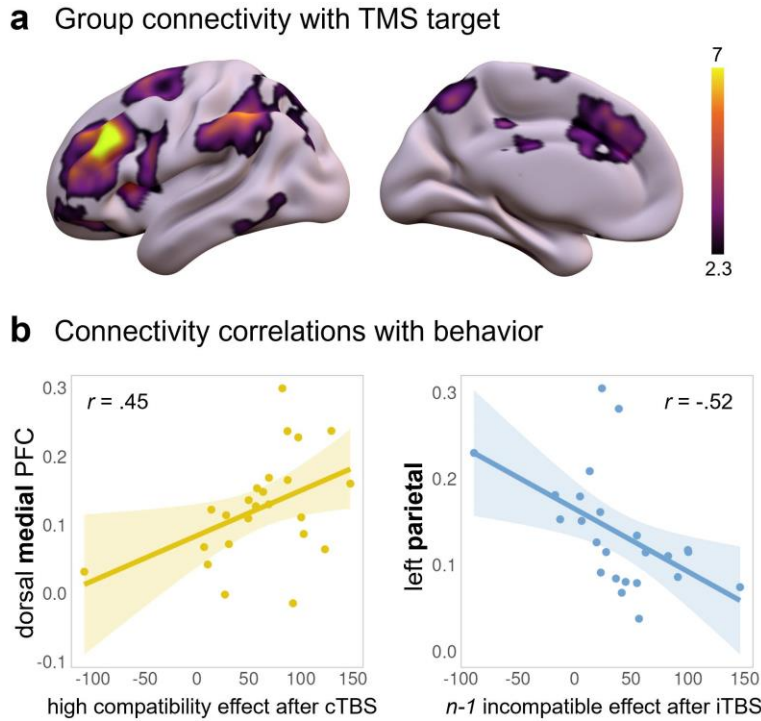 a Group connectivity with TMS target
7
2.3
b Connectivity correlations with behavior
r = .45
0.3
0.2
0.1
0.0
-0.1
dorsal medial PFC
-100 -50 0 50 100 150
high compatibility effect after cTBS
r = -.52
0.3
0.2
0.1
0.0
left parietal
-100 -50 0 50 100 150
n-1 incompatible effect after iTBS